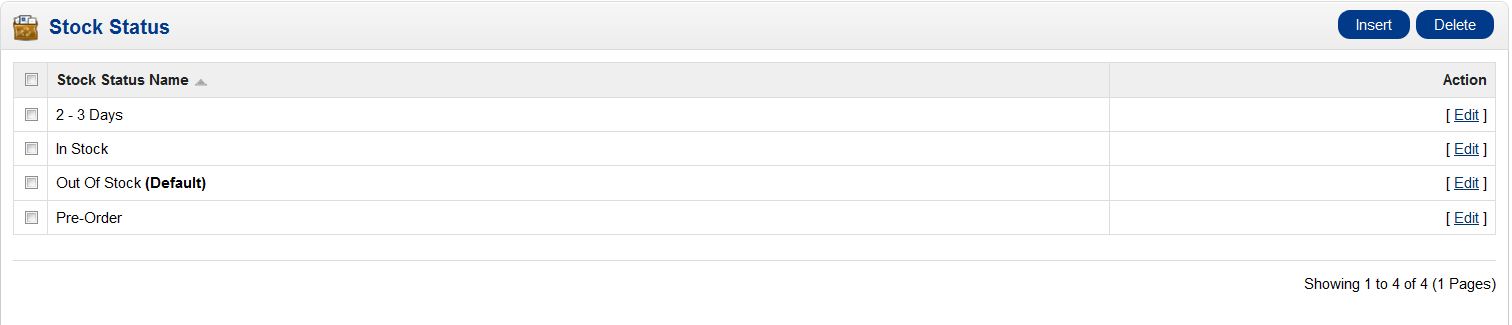 Stock Status
Insert Delete
Stock Status Name Action
2 - 3 Days [ Edit ]
In Stock [ Edit ]
Out Of Stock (Default) [ Edit ]
Pre-Order [ Edit ]
Showing 1 to 4 of 4 (1 Pages)